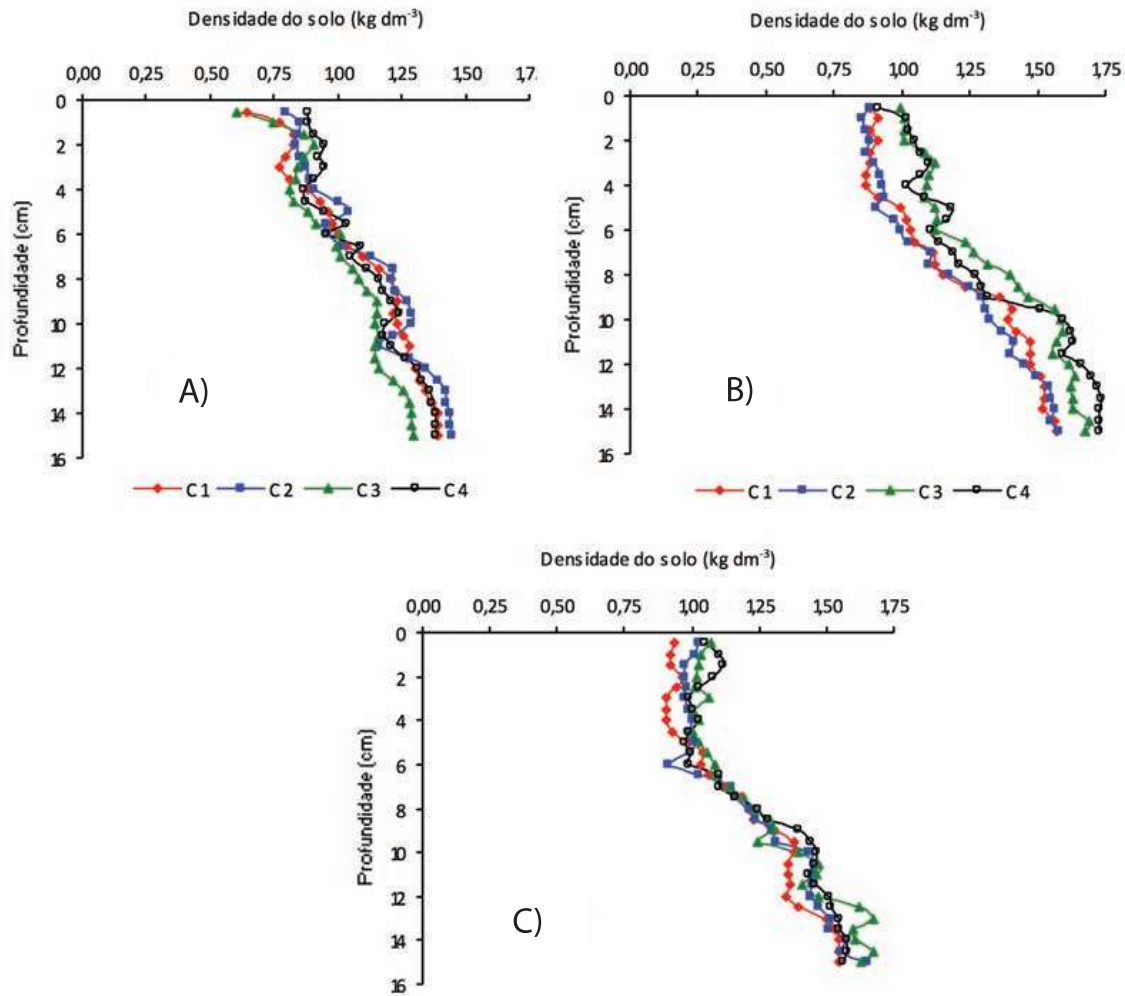 Densidade do solo (kg dm⁻³)
0,00 0,25 0,50 0,75 1,00 1,25 1,50 1,7
0
2
4
6
8
10
12
14
16
Profundidade (cm)
A)
C1 C2 C3 C4
Densidade do solo (kg dm⁻³)
0,00 0,25 0,50 0,75 1,00 1,25 1,50 1,75
0
2
4
6
8
10
12
14
16
Profundidade (cm)
B)
C1 C2 C3 C4
Densidade do solo (kg dm⁻³)
0,00 0,25 0,50 0,75 1,00 1,25 1,50 1,75
0
2
4
6
8
10
12
14
16
Profundidade (cm)
C)